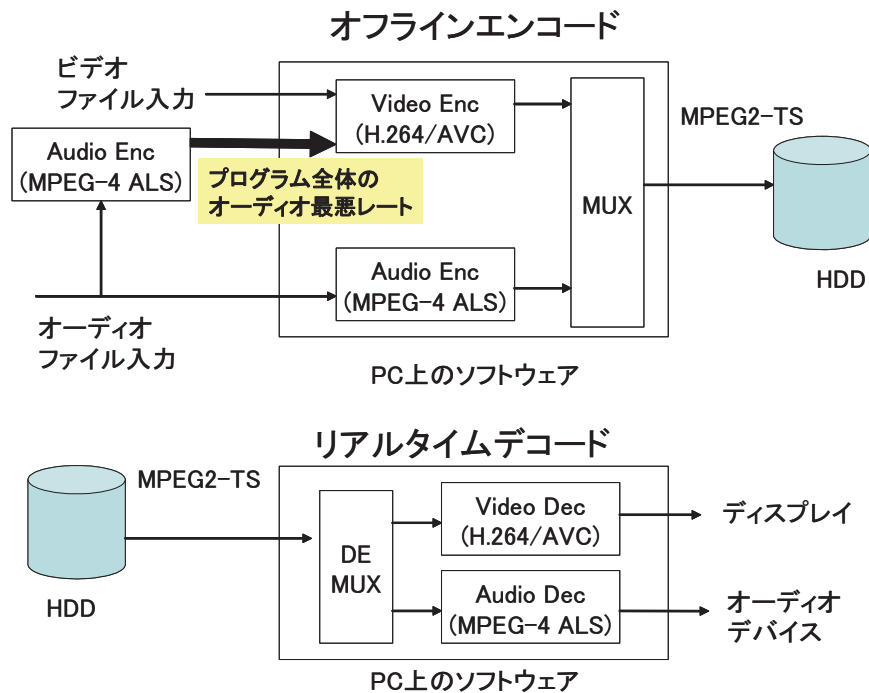 オフラインエンコード
ビデオ
ファイル入力
Video Enc
(H.264/AVC)
MPEG2-TS
Audio Enc
(MPEG-4 ALS)
プログラム全体の
オーディオ最悪レート
MUX
HDD
Audio Enc
(MPEG-4 ALS)
オーディオ
ファイル入力
PC上のソフトウェア
リアルタイムデコード
MPEG2-TS
HDD
DE
MUX
Video Dec
(H.264/AVC)
ディスプレイ
Audio Dec
(MPEG-4 ALS)
オーディオ
デバイス
PC上のソフトウェア